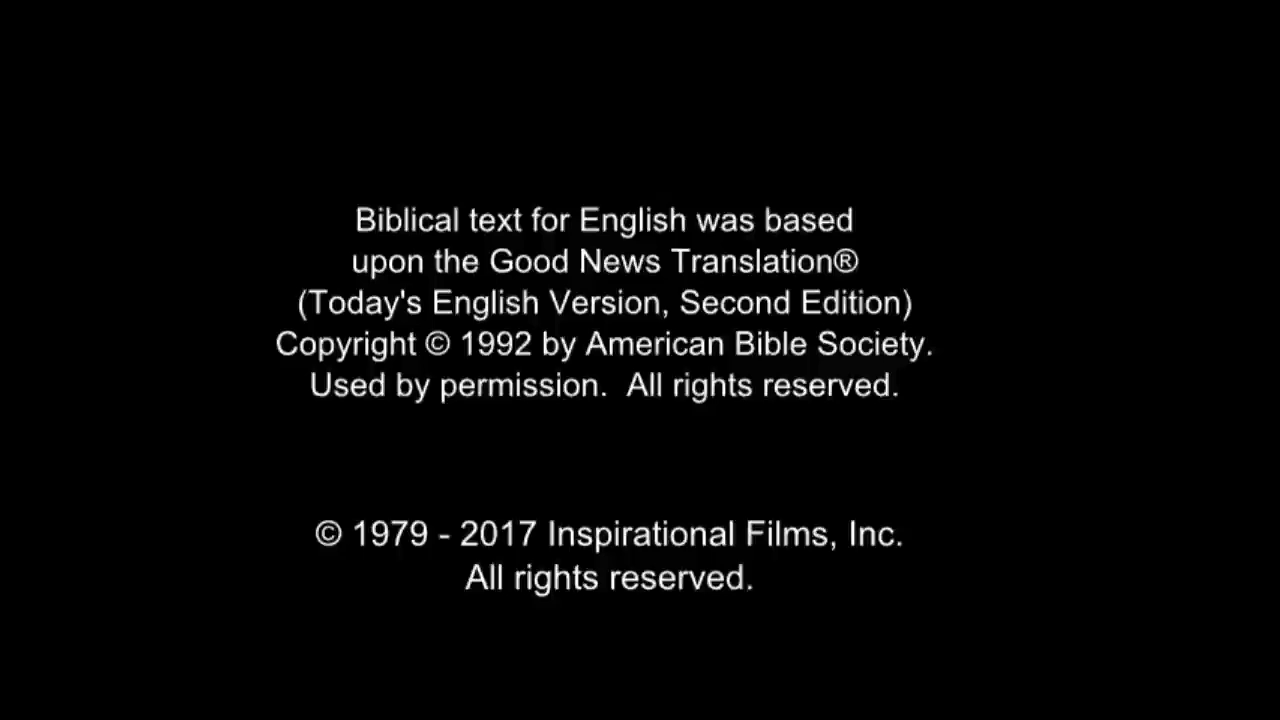 Biblical text for English was based
upon the Good News Translation®
(Today's English Version, Second Edition)
Copyright © 1992 by American Bible Society.
Used by permission.  All rights reserved.
© 1979 - 2017 Inspirational Films, Inc.
All rights reserved.